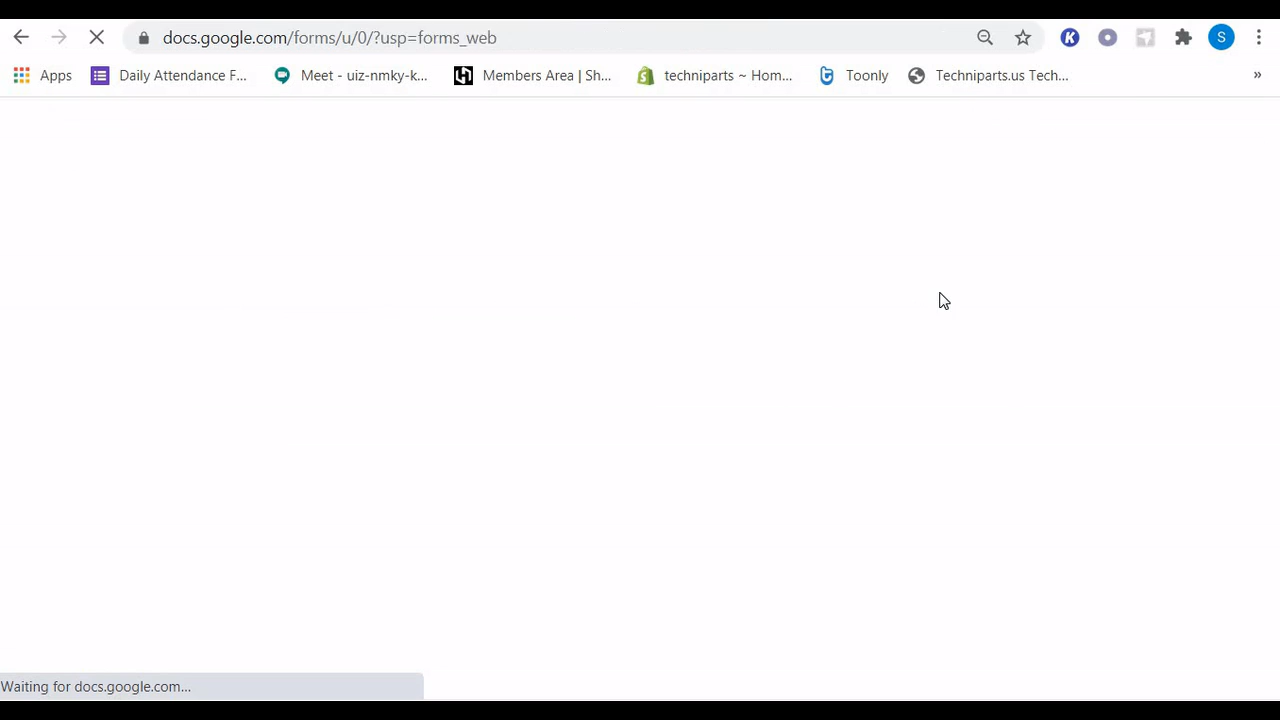 docs.google.com/forms/u/0/?usp=forms_web
S
Apps Daily Attendance F... Meet - uiz-nmky-k... Members Area | Sh... techniparts ~ Hom... Toonly Techniparts.us Tech... »
Waiting for docs.google.com...